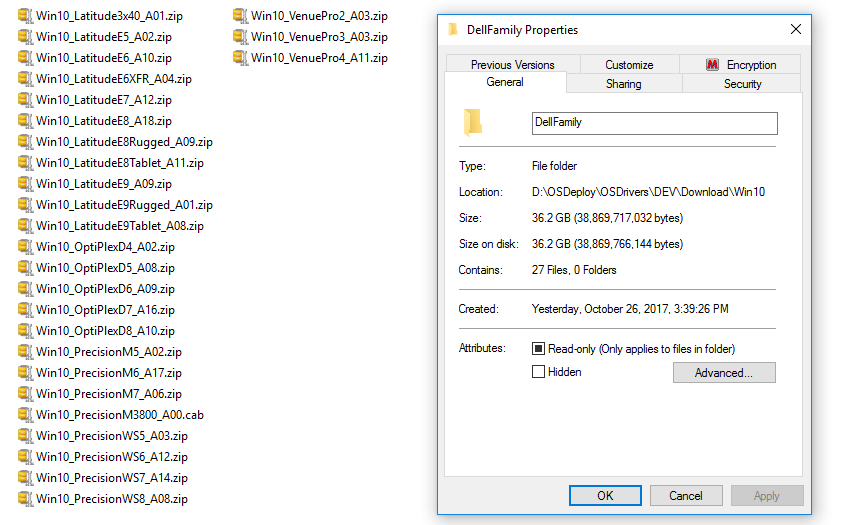 Win10_Latitude3x40_A01.zip
Win10_LatitudeE5_A02.zip
Win10_LatitudeE6_A10.zip
Win10_LatitudeE6XFR_A04.zip
Win10_LatitudeE7_A12.zip
Win10_LatitudeE8_A18.zip
Win10_LatitudeE8Rugged_A09.zip
Win10_LatitudeE8Tablet_A11.zip
Win10_LatitudeE9_A09.zip
Win10_LatitudeE9Rugged_A01.zip
Win10_LatitudeE9Tablet_A08.zip
Win10_OptiPlexD4_A02.zip
Win10_OptiPlexD5_A08.zip
Win10_OptiPlexD6_A09.zip
Win10_OptiPlexD7_A16.zip
Win10_OptiPlexD8_A10.zip
Win10_PrecisionM5_A02.zip
Win10_PrecisionM6_A17.zip
Win10_PrecisionM7_A06.zip
Win10_PrecisionM3800_A00.cab
Win10_PrecisionWS5_A03.zip
Win10_PrecisionWS6_A12.zip
Win10_PrecisionWS7_A14.zip
Win10_PrecisionWS8_A08.zip
Win10_VenuePro2_A03.zip
Win10_VenuePro3_A03.zip
Win10_VenuePro4_A11.zip
DellFamily Properties
Previous Versions Customize Encryption
General Sharing Security
DellFamily
Type: File folder
Location: D:\OSDeploy\OSDrivers\DEV\Download\Win10
Size: 36.2 GB (38,869,717,032 bytes)
Size on disk: 36.2 GB (38,869,766,144 bytes)
Contains: 27 Files, 0 Folders
Created: Yesterday, October 26, 2017, 3:39:26 PM
Attributes: Read-only (Only applies to files in folder)
Hidden Advanced...
OK Cancel Apply